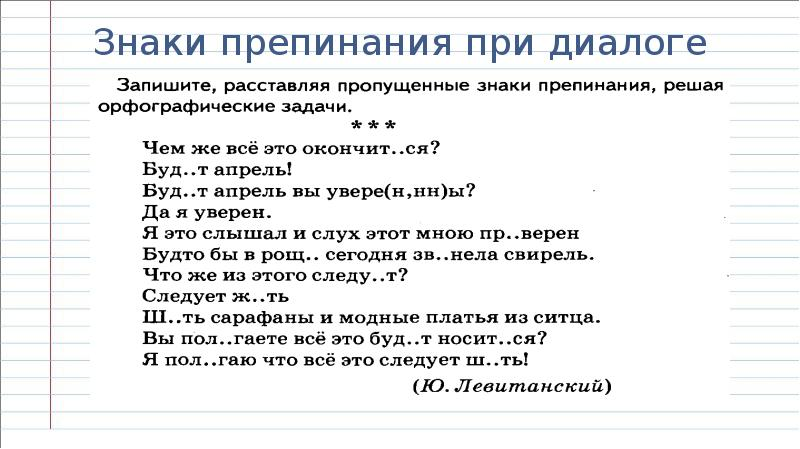 Знаки препинания при диалоге
Запишите, расставляя пропущенные знаки препинания, решая
орфографические задачи.
* * *
Чем же всё это окончит..ся?
Буд..т апрель!
Буд..т апрель вы увере(н,нн)ы?
Да я уверен.
Я это слышал и слух этот мною пр..верен
Будто бы в рощ.. сегодня зв..нела свирель.
Что же из этого следу..т?
Следует ж..ть
Ш..ть сарафаны и модные платья из ситца.
Вы пол..гаете всё это буд..т носит..ся?
Я пол..гаю что всё это следует ш..ть!
(Ю. Левитанский)